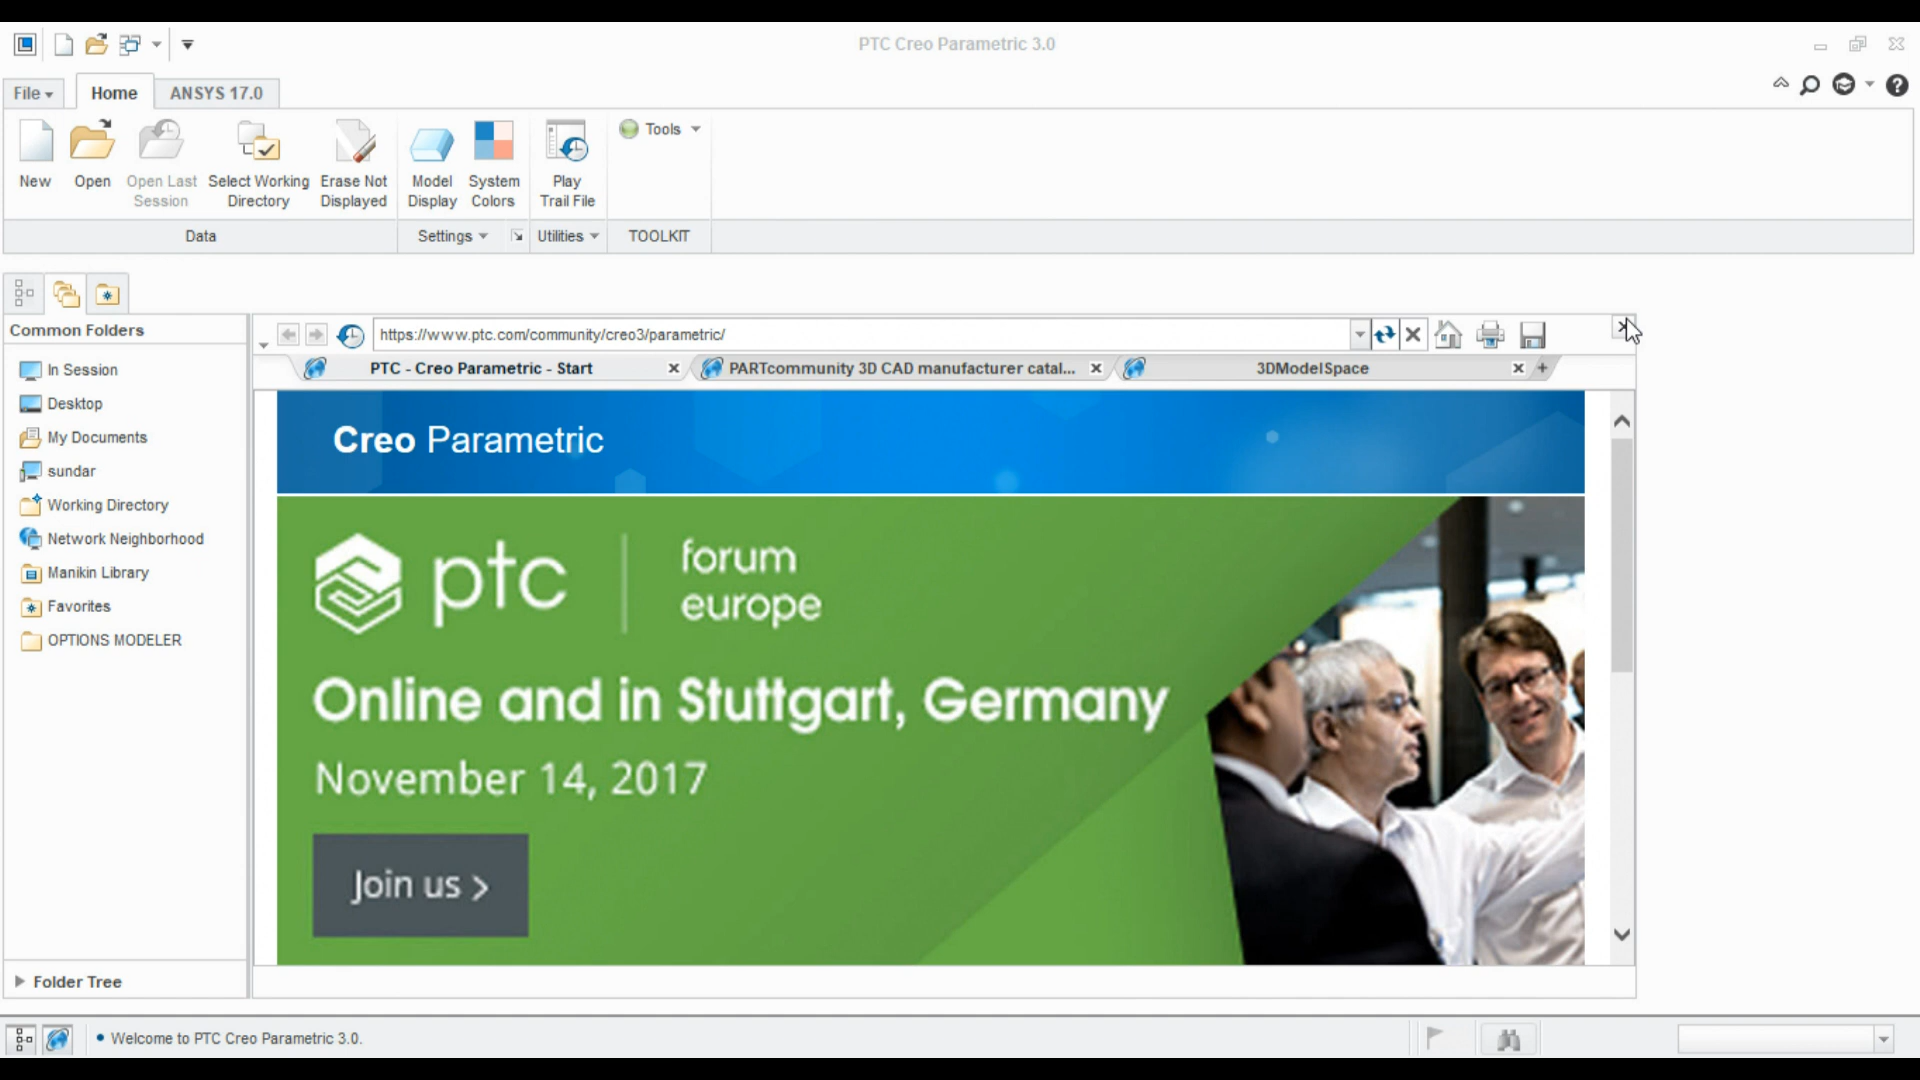 PTC Creo Parametric 3.0
File Home ANSYS 17.0
Tools
New Open Open Last Session Select Working Directory Erase Not Displayed Model Display System Colors Play Trail File
Data Settings Utilities TOOLKIT
Common Folders
In Session
Desktop
My Documents
sundar
Working Directory
Network Neighborhood
Manikin Library
Favorites
OPTIONS MODELER
Folder Tree
https://www.ptc.com/community/creo3/parametric/
PTC - Creo Parametric - Start PARTcommunity 3D CAD manufacturer catal... 3DModelSpace
Creo Parametric
ptc
forum
europe
Online and in Stuttgart, Germany
November 14, 2017
Join us >
• Welcome to PTC Creo Parametric 3.0.